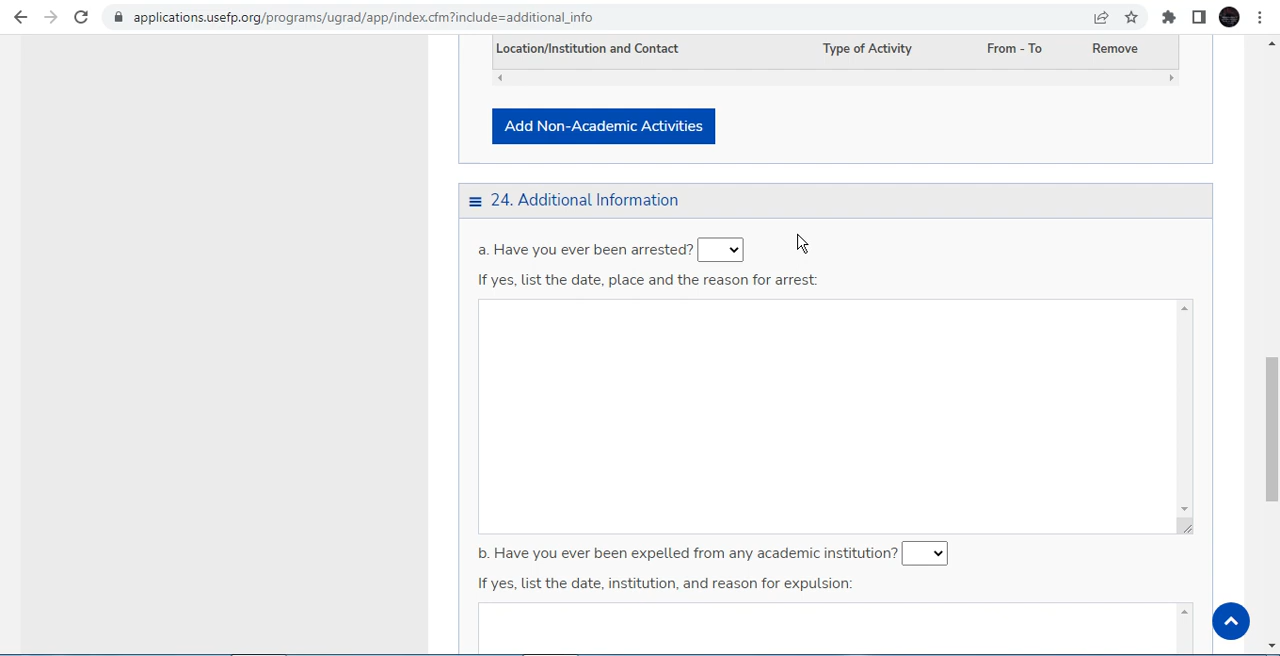 applications.usefp.org/programs/ugrad/app/index.cfm?include=additional_info
Location/Institution and Contact Type of Activity From - To Remove
Add Non-Academic Activities
24. Additional Information
a. Have you ever been arrested?
If yes, list the date, place and the reason for arrest:
b. Have you ever been expelled from any academic institution?
If yes, list the date, institution, and reason for expulsion: